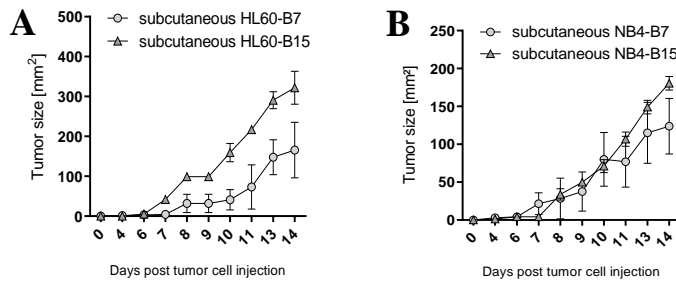 A
subcutaneous HL60-B7
subcutaneous HL60-B15
Tumor size [mm²]
500
400
300
200
100
0
0 4 6 7 8 9 10 11 13 14
Days post tumor cell injection
B
subcutaneous NB4-B7
subcutaneous NB4-B15
Tumor size [mm²]
250
200
150
100
50
0
0 4 6 7 8 9 10 11 13 14
Days post tumor cell injection